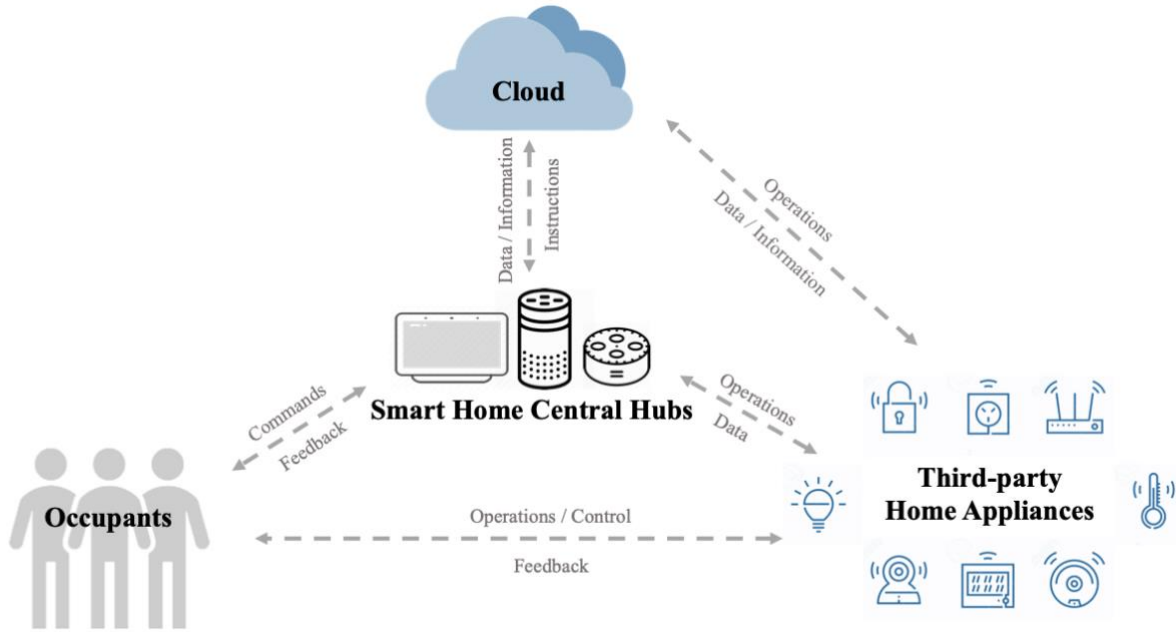 Cloud
Data / Information
Instructions
Operations
Data / Information
Smart Home Central Hubs
Commands
Feedback
Operations
Data
Occupants
Operations / Control
Feedback
Third-party
Home Appliances